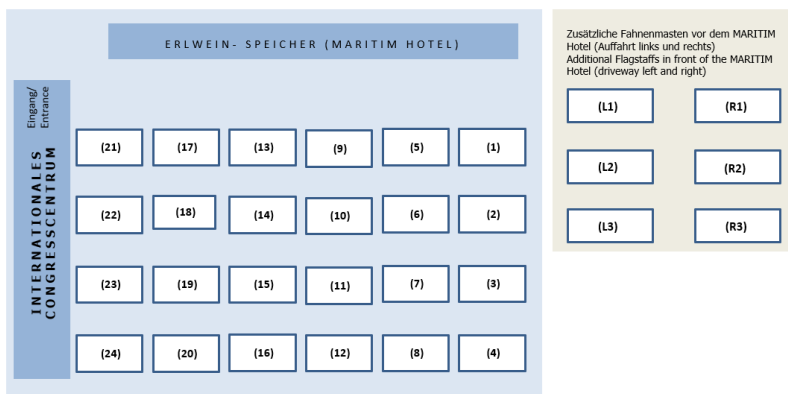 ERLWEIN- SPEICHER (MARITIM HOTEL)
Eingang/
Entrance
INTERNATIONALES
CONGRESSCENTRUM
(21) (17) (13) (9) (5) (1)
(22) (18) (14) (10) (6) (2)
(23) (19) (15) (11) (7) (3)
(24) (20) (16) (12) (8) (4)
Zusätzliche Fahnenmasten vor dem MARITIM
Hotel (Auffahrt links und rechts)
Additional Flagstaffs in front of the MARITIM
Hotel (driveway left and right)
(L1) (R1)
(L2) (R2)
(L3) (R3)